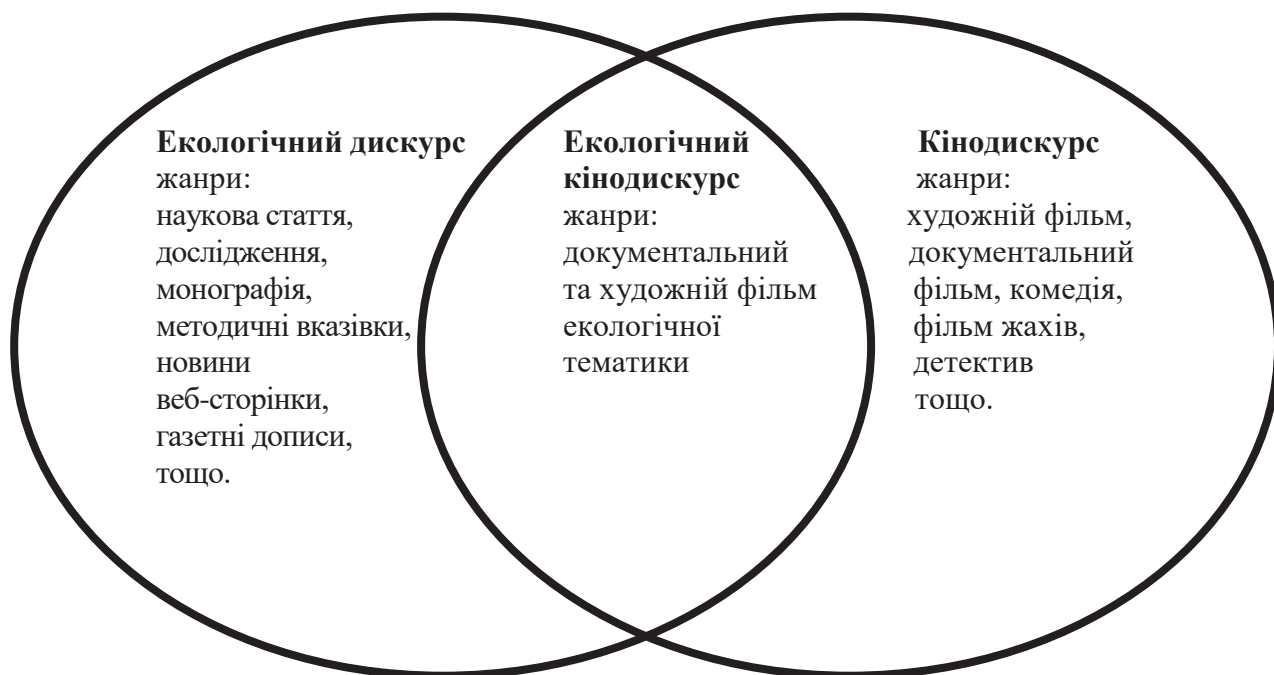 Екологічний дискурс
жанри:
наукова стаття,
дослідження,
монографія,
методичні вказівки,
новини
веб-сторінки,
газетні дописи,
тощо.
Екологічний
кінодискурс
жанри:
документальний
та художній фільм
екологічної
тематики
Кінодискурс
жанри:
художній фільм,
документальний
фільм, комедія,
фільм жахів,
детектив
тощо.